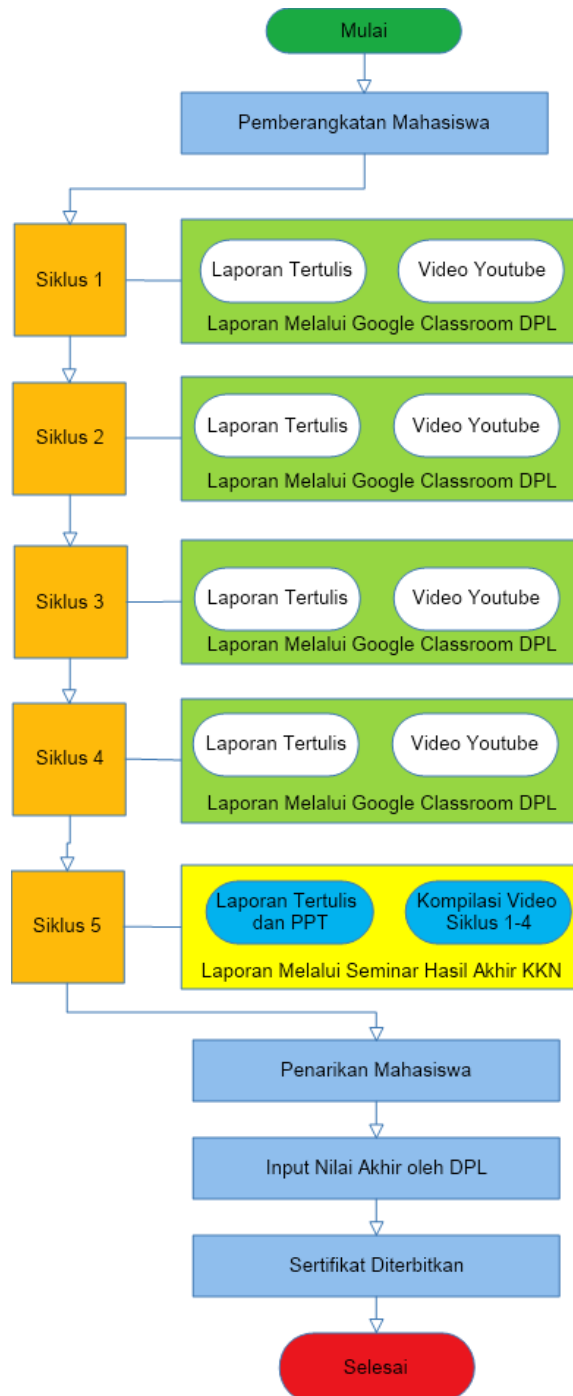 Mulai
Pemberangkatan Mahasiswa
Siklus 1
Laporan Tertulis
Video Youtube
Laporan Melalui Google Classroom DPL
Siklus 2
Laporan Tertulis
Video Youtube
Laporan Melalui Google Classroom DPL
Siklus 3
Laporan Tertulis
Video Youtube
Laporan Melalui Google Classroom DPL
Siklus 4
Laporan Tertulis
Video Youtube
Laporan Melalui Google Classroom DPL
Siklus 5
Laporan Tertulis
dan PPT
Kompilasi Video
Siklus 1-4
Laporan Melalui Seminar Hasil Akhir KKN
Penarikan Mahasiswa
Input Nilai Akhir oleh DPL
Sertifikat Diterbitkan
Selesai